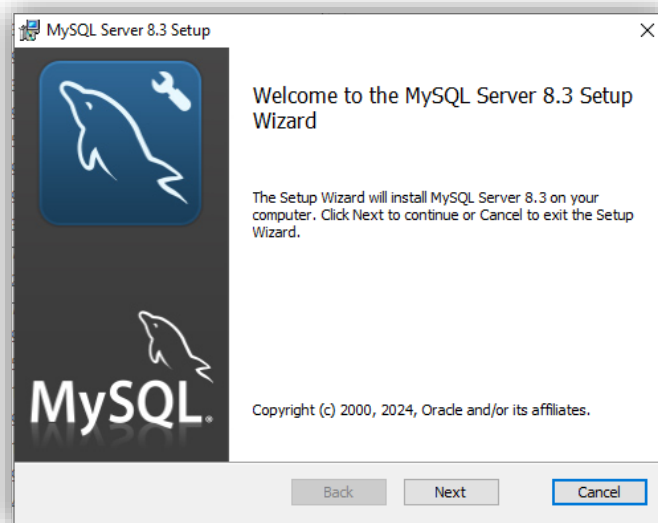 MySQL Server 8.3 Setup
Welcome to the MySQL Server 8.3 Setup
Wizard
The Setup Wizard will install MySQL Server 8.3 on your
computer. Click Next to continue or Cancel to exit the Setup
Wizard.
MySQL.
Copyright (c) 2000, 2024, Oracle and/or its affiliates.
Back Next Cancel